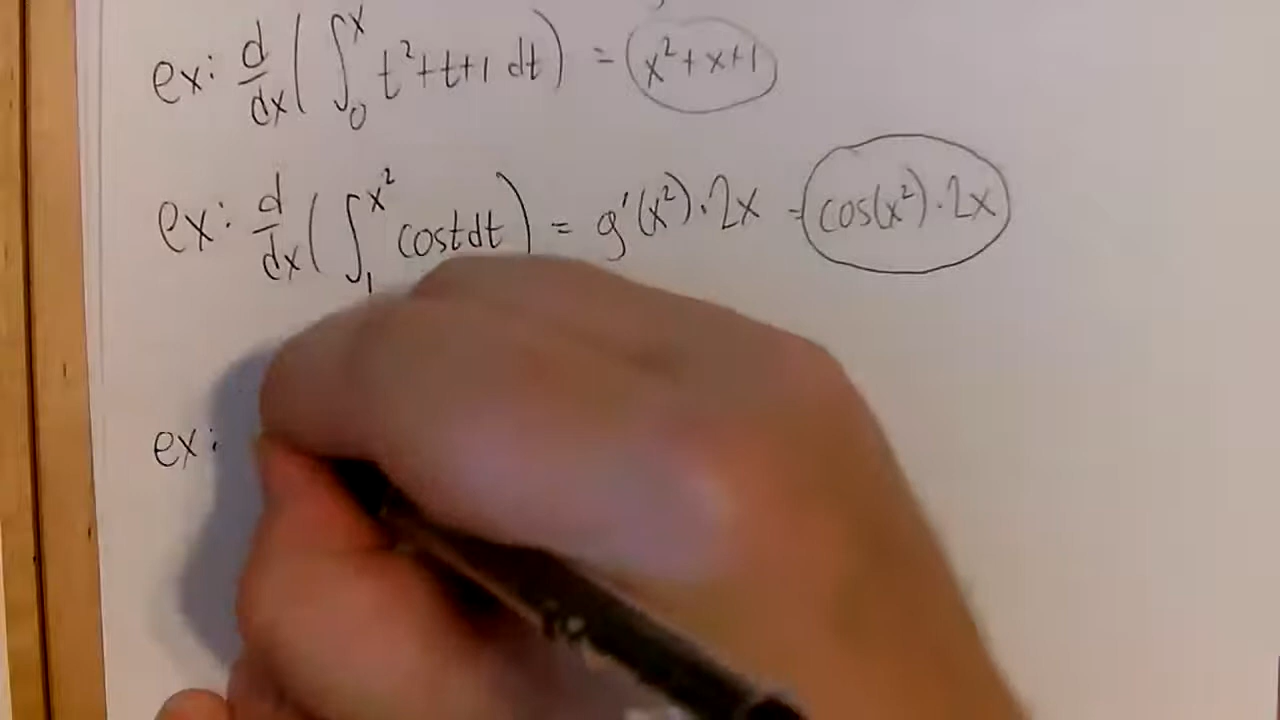 ex: d/dx ( ∫₀ˣ t²+t+1 dt ) = x²+x+1
ex: d/dx ( ∫₁^(x²) cost dt ) = g'(x²)·2x = cos(x²)·2x
ex: